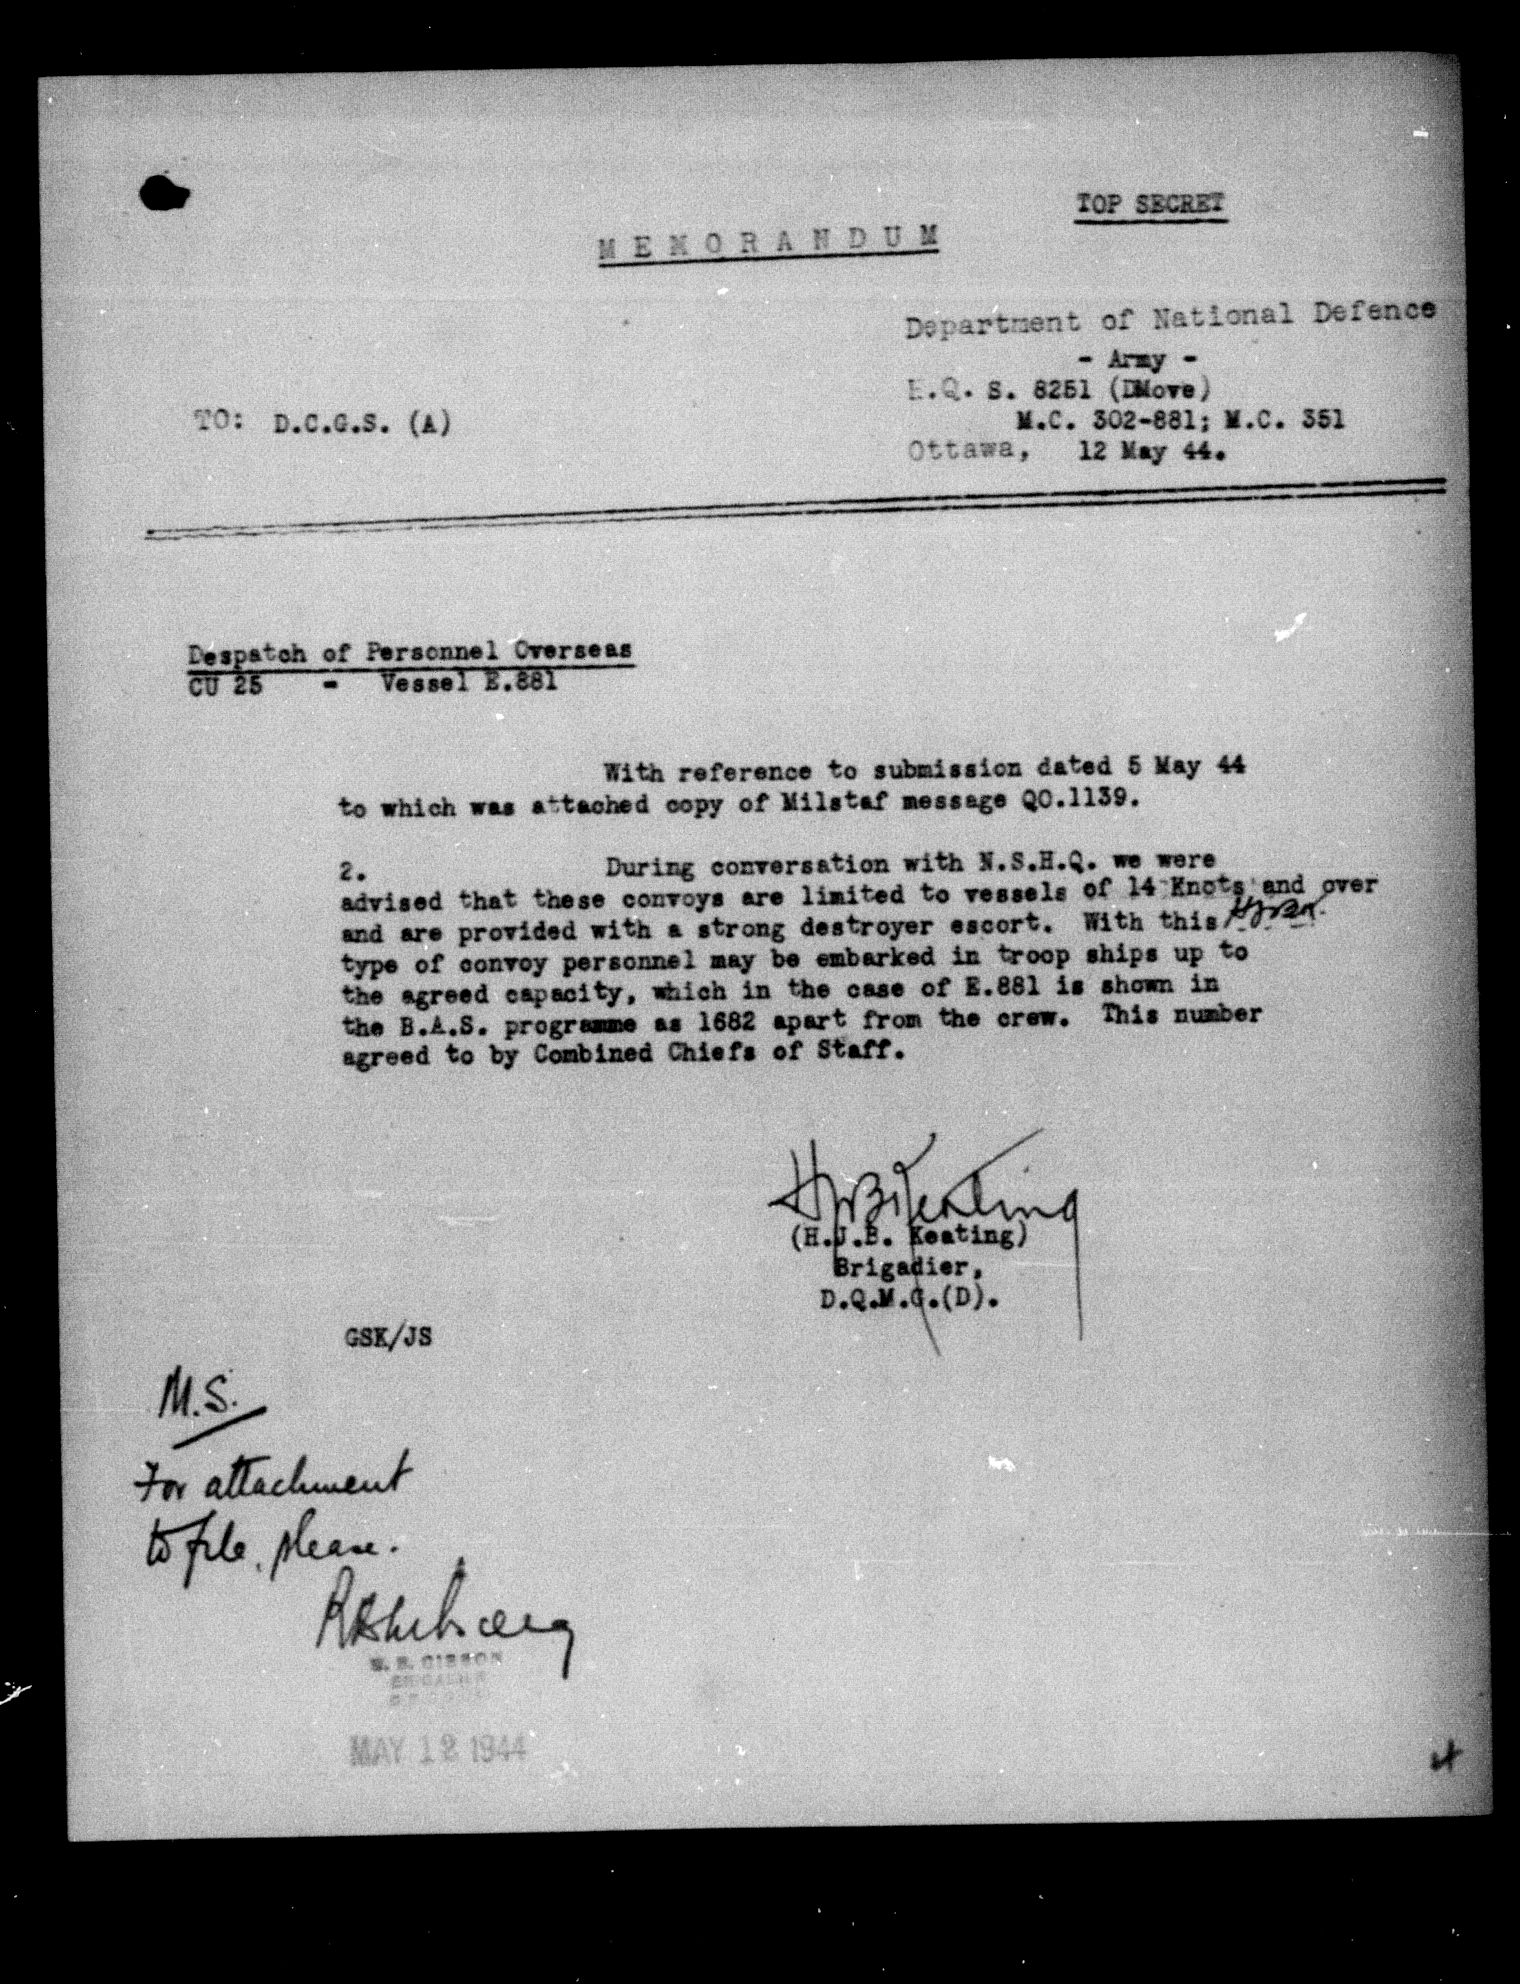 TOP SECRET
MEMORANDUM
Department of National Defence
- Army -
H.Q. S. 8251 (DMove)
TO: D.C.G.S. (A)
M.C. 302-881; M.C. 351
Ottawa, 12 May 44.
Despatch of Personnel Overseas
CU 25 - Vessel E.881
With reference to submission dated 5 May 44
to which was attached copy of Milstaf message QO.1139.
2. During conversation with N.S.H.Q. we were
advised that these convoys are limited to vessels of 14 Knots and over
and are provided with a strong destroyer escort. With this
type of convoy personnel may be embarked in troop ships up to
the agreed capacity, which in the case of E.881 is shown in
the B.A.S. programme as 1682 apart from the crew. This number
agreed to by Combined Chiefs of Staff.
HJB Keating
(H.J.B. Keating)
Brigadier,
D.Q.M.G.(D).
GSK/JS
M.S.
For attachment
to file, please.
GIBSON
MAY 12 1944